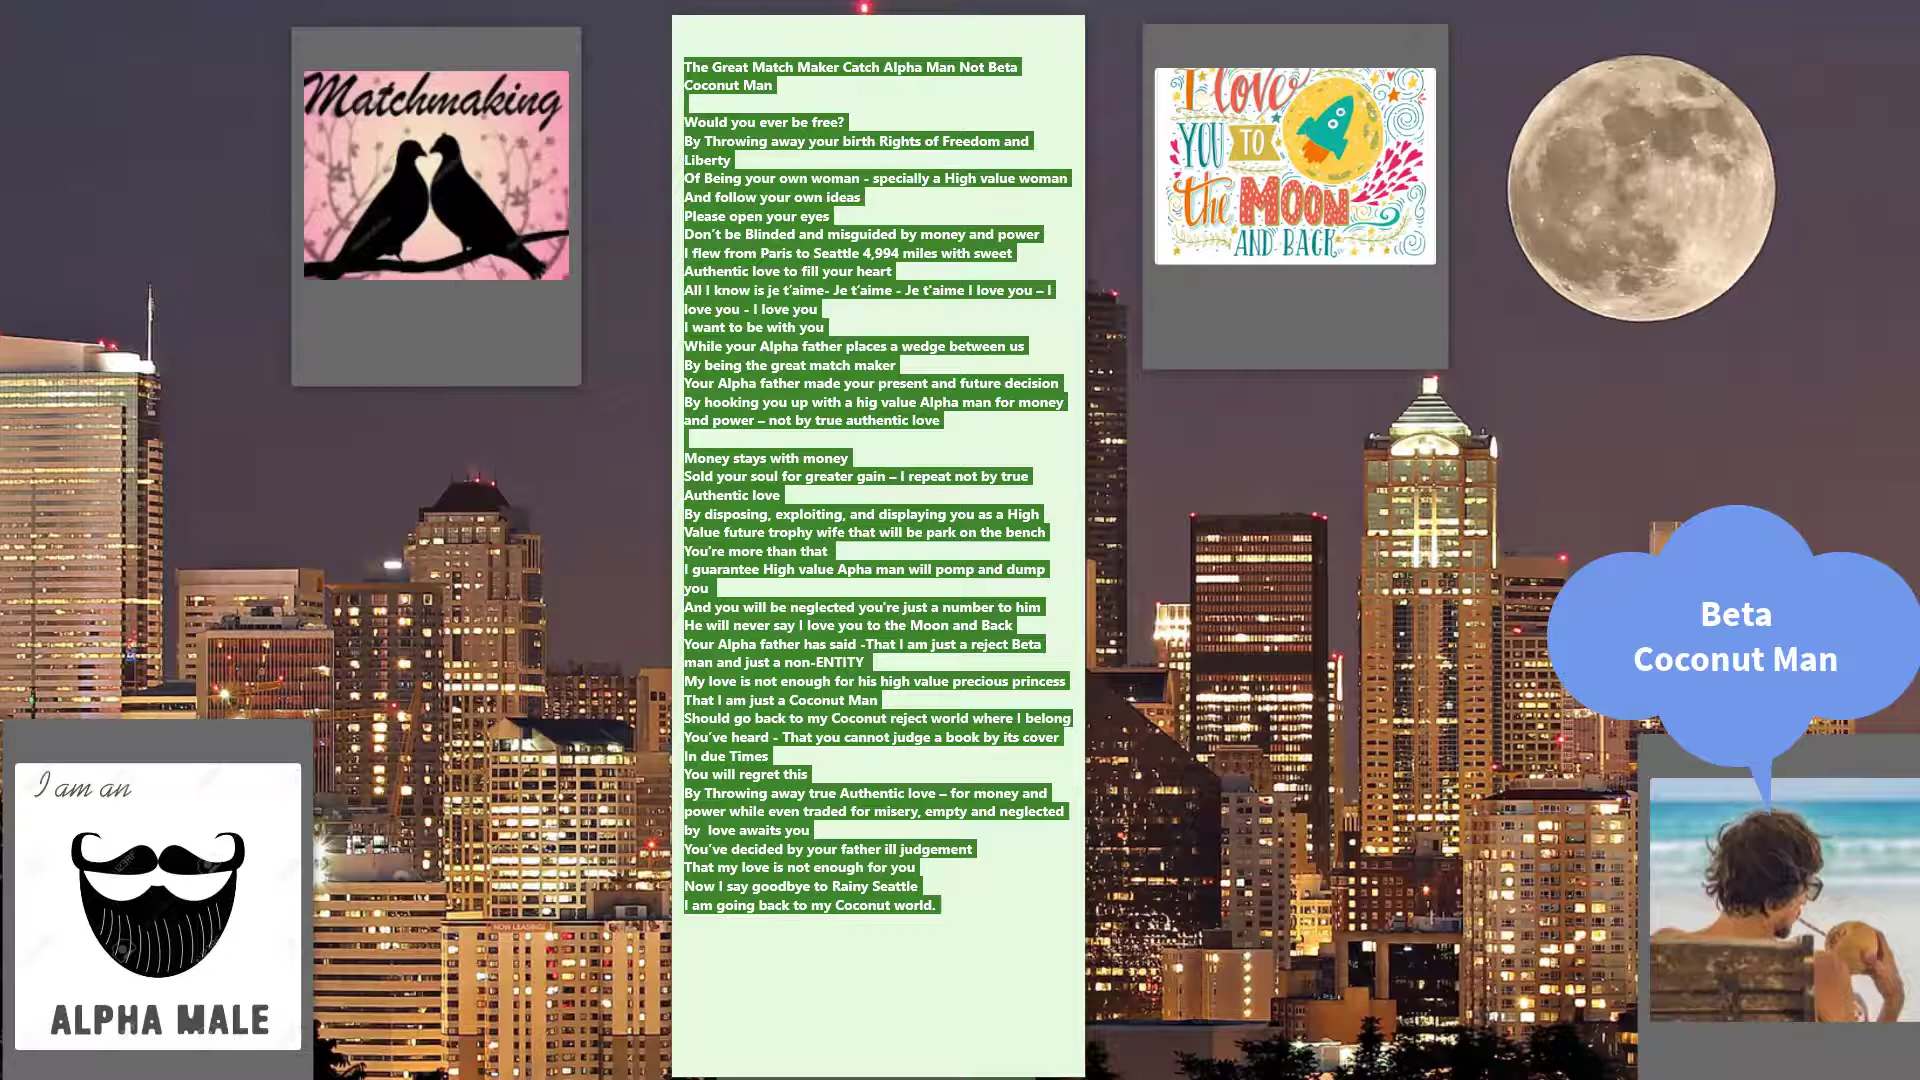 Matchmaking
The Great Match Maker Catch Alpha Man Not Beta
Coconut Man
Would you ever be free?
By Throwing away your birth Rights of Freedom and
Liberty
Of Being your own woman - specially a High value woman
And follow your own ideas
Please open your eyes
Don't be Blinded and misguided by money and power
I flew from Paris to Seattle 4,994 miles with sweet
Authentic love to fill your heart
All I know is je t'aime- Je t'aime - Je t'aime I love you – I
love you - I love you
I want to be with you
While your Alpha father places a wedge between us
By being the great match maker
Your Alpha father made your present and future decision
By hooking you up with a hig value Alpha man for money
and power – not by true authentic love
Money stays with money
Sold your soul for greater gain – I repeat not by true
Authentic love
By disposing, exploiting, and displaying you as a High
Value future trophy wife that will be park on the bench
You're more than that
I guarantee High value Apha man will pomp and dump
you
And you will be neglected you're just a number to him
He will never say I love you to the Moon and Back
Your Alpha father has said -That I am just a reject Beta
man and just a non-ENTITY
My love is not enough for his high value precious princess
That I am just a Coconut Man
Should go back to my Coconut reject world where I belong
You've heard - That you cannot judge a book by its cover
In due Times
You will regret this
By Throwing away true Authentic love – for money and
power while even traded for misery, empty and neglected
by  love awaits you
You've decided by your father ill judgement
That my love is not enough for you
Now I say goodbye to Rainy Seattle
I am going back to my Coconut world.
I love
YOU TO
the MOON
AND BACK
Beta
Coconut Man
I am an
ALPHA MALE
NOW LEASING